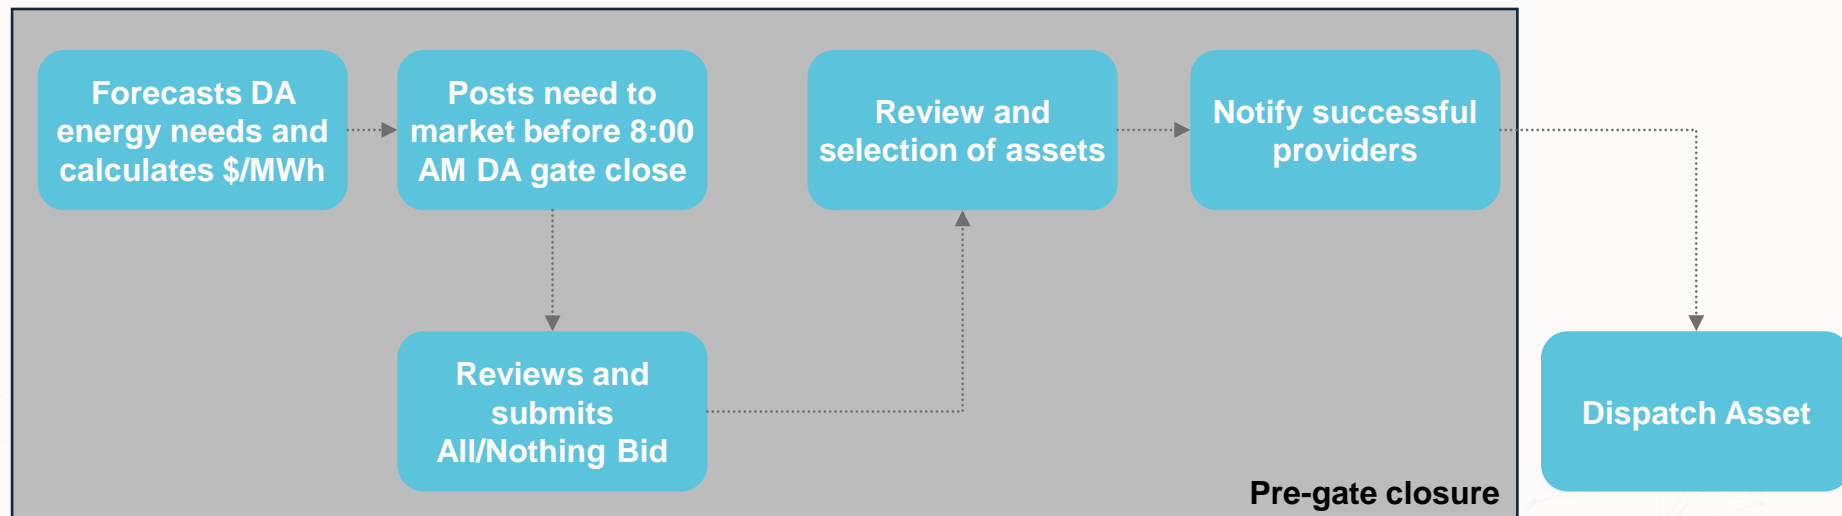 Forecasts DA
energy needs and
calculates $/MWh
Posts need to
market before 8:00
AM DA gate close
Review and
selection of assets
Notify successful
providers
Reviews and
submits
All/Nothing Bid
Dispatch Asset
Pre-gate closure